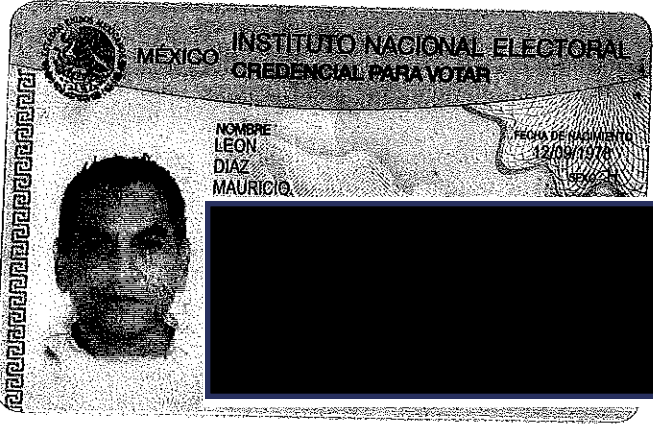 MÉXICO INSTITUTO NACIONAL ELECTORAL
CREDENCIAL PARA VOTAR
NOMBRE
LEON
DIAZ
MAURICIO
FECHA DE NACIMIENTO
12/09/1978
SEXO H